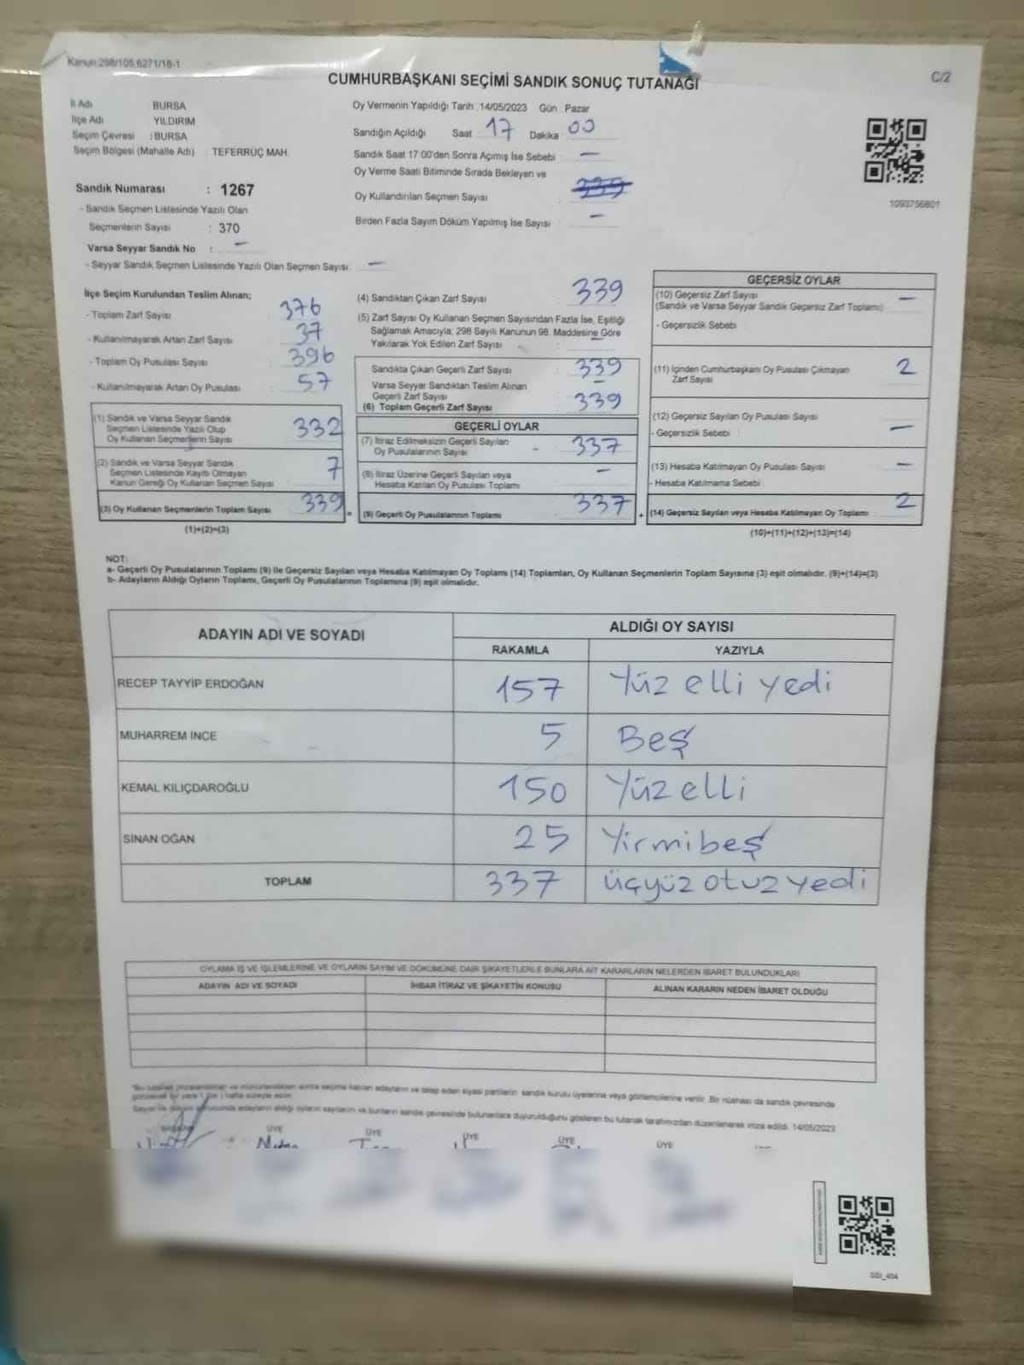 Kanun:298/105,6271/18-1
C/2
CUMHURBAŞKANI SEÇİMİ SANDIK SONUÇ TUTANAĞI
İl Adı BURSA
İlçe Adı YILDIRIM
Seçim Çevresi : BURSA
Seçim Bölgesi (Mahalle Adı) TEFERRÜÇ MAH.
Sandık Numarası : 1267
- Sandık Seçmen Listesinde Yazılı Olan
Seçmenlerin Sayısı : 370
Varsa Seyyar Sandık No : -
- Seyyar Sandık Seçmen Listesinde Yazılı Olan Seçmen Sayısı: -
Oy Vermenin Yapıldığı Tarih :14/05/2023 Gün : Pazar
Sandığın Açıldığı Saat 17 Dakika 00
Sandık Saat 17:00'den Sonra Açımış İse Sebebi : -
Oy Verme Saati Bitiminde Sırada Bekleyen ve
Oy Kullandırılan Seçmen Sayısı 339
Birden Fazla Sayım Döküm Yapılmış İse Sayısı : -
1093756801
İlçe Seçim Kurulundan Teslim Alınan;
- Toplam Zarf Sayısı 376
- Kullanılmayarak Artan Zarf Sayısı 37
- Toplam Oy Pusulası Sayısı 396
- Kullanılmayarak Artan Oy Pusulası : 57
(1) Sandık ve Varsa Seyyar Sandık
Seçmen Listesinde Yazılı Olup
Oy Kullanan Seçmenlerin Sayısı 332
(2) Sandık ve Varsa Seyyar Sandık
Seçmen Listesinde Kayıtlı Olmayan
Kanun Gereği Oy Kullanan Seçmen Sayısı 7
(3) Oy Kullanan Seçmenlerin Toplam Sayısı 339 =
(1)+(2)=(3)
(4) Sandıktan Çıkan Zarf Sayısı 339
(5) Zarf Sayısı Oy Kullanan Seçmen Sayısından Fazla İse, Eşitliği
Sağlamak Amacıyla; 298 Sayılı Kanunun 98. Maddesine Göre
Yakılarak Yok Edilen Zarf Sayısı -
Sandıkta Çıkan Geçerli Zarf Sayısı 339
Varsa Seyyar Sandıktan Teslim Alınan
Geçerli Zarf Sayısı -
(6) Toplam Geçerli Zarf Sayısı 339
GEÇERLİ OYLAR
(7) İtiraz Edilmeksizin Geçerli Sayılan
Oy Pusulalarının Sayısı 337
(8) İtiraz Üzerine Geçerli Sayılan veya
Hesaba Katılan Oy Pusulası Toplamı -
(9) Geçerli Oy Pusulalarının Toplamı 337 +
GEÇERSİZ OYLAR
(10) Geçersiz Zarf Sayısı -
(Sandık ve Varsa Seyyar Sandık Geçersiz Zarf Toplamı)
- Geçersizlik Sebebi
(11) İçinden Cumhurbaşkanı Oy Pusulası Çıkmayan
Zarf Sayısı 2
(12) Geçersiz Sayılan Oy Pusulası Sayısı -
- Geçersizlik Sebebi :
(13) Hesaba Katılmayan Oy Pusulası Sayısı -
- Hesaba Katılmama Sebebi
(14) Geçersiz Sayılan veya Hesaba Katılmayan Oy Toplamı 2
(10)+(11)+(12)+(13)=(14)
NOT:
a- Geçerli Oy Pusulalarının Toplamı (9) ile Geçersiz Sayılan veya Hesaba Katılmayan Oy Toplamı (14) Toplamları, Oy Kullanan Seçmenlerin Toplam Sayısına (3) eşit olmalıdır. (9)+(14)=(3)
b- Adayların Aldığı Oyların Toplamı, Geçerli Oy Pusulalarının Toplamına (9) eşit olmalıdır.
ADAYIN ADI VE SOYADI ALDIĞI OY SAYISI
RAKAMLA YAZIYLA
RECEP TAYYİP ERDOĞAN 157 Yüz elli yedi
MUHARREM İNCE 5 Beş
KEMAL KILIÇDAROĞLU 150 Yüz elli
SİNAN OĞAN 25 Yirmibeş
TOPLAM 337 üçyüz otuz yedi
OYLAMA İŞ VE İŞLEMLERİNE VE OYLARIN SAYIM VE DÖKÜMÜNE DAİR ŞİKAYETLERLE BUNLARA AİT KARARLARIN NELERDEN İBARET BULUNDUKLARI
ADAYIN ADI VE SOYADI İHBAR İTİRAZ VE ŞİKAYETİN KONUSU ALINAN KARARIN NEDEN İBARET OLDUĞU
ÜYE ÜYE ÜYE ÜYE ÜYE